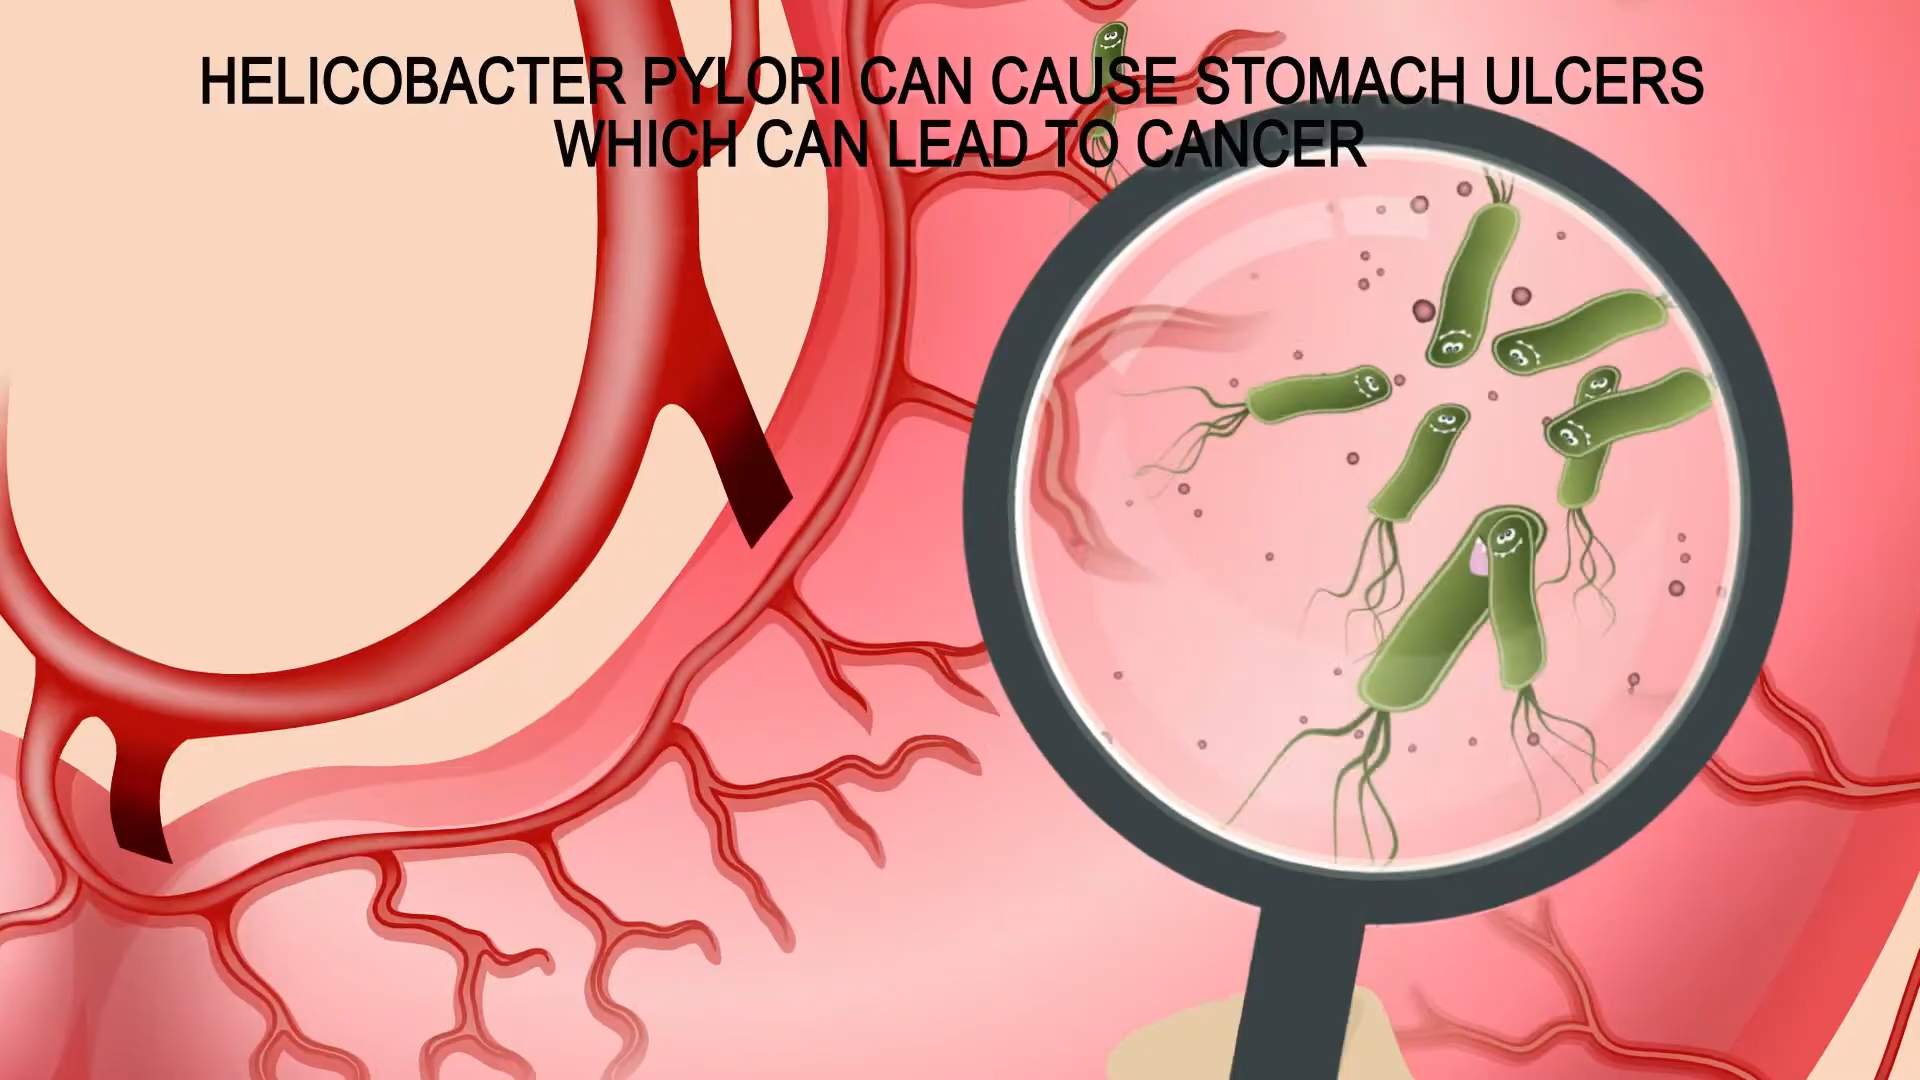 HELICOBACTER PYLORI CAN CAUSE STOMACH ULCERS
WHICH CAN LEAD TO CANCER